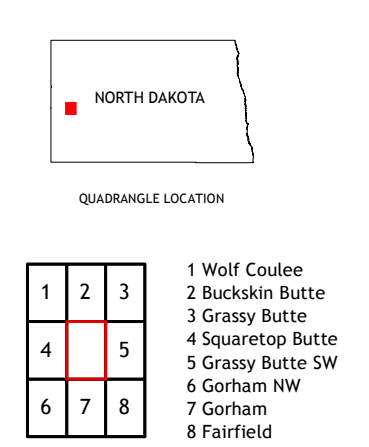 NORTH DAKOTA
QUADRANGLE LOCATION
1 2 3
4 5
6 7 8
1 Wolf Coulee
2 Buckskin Butte
3 Grassy Butte
4 Squaretop Butte
5 Grassy Butte SW
6 Gorham NW
7 Gorham
8 Fairfield